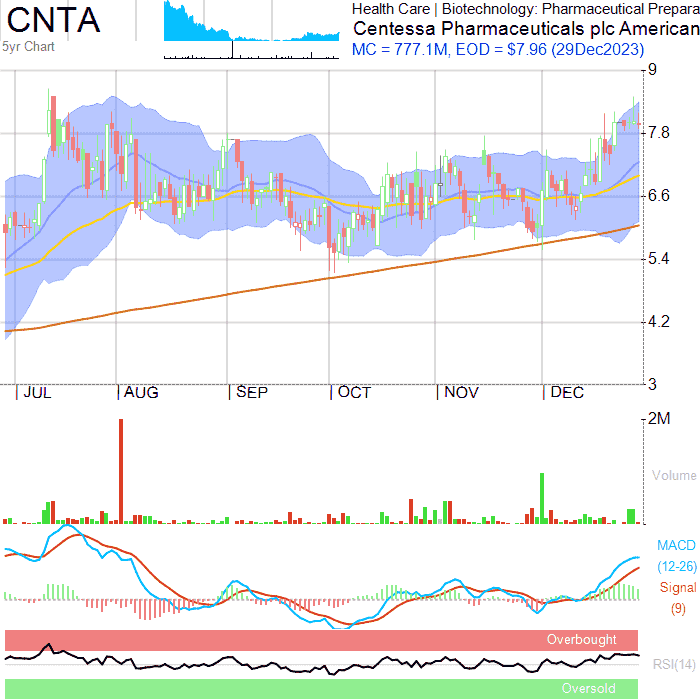 CNTA
5yr Chart
Health Care | Biotechnology: Pharmaceutical Prepara
Centessa Pharmaceuticals plc American
MC = 777.1M, EOD = $7.96 (29Dec2023)
9
7.8
6.6
5.4
4.2
3
JUL AUG SEP OCT NOV DEC
2M
Volume
MACD
(12-26)
Signal
(9)
Overbought
RSI(14)
Oversold